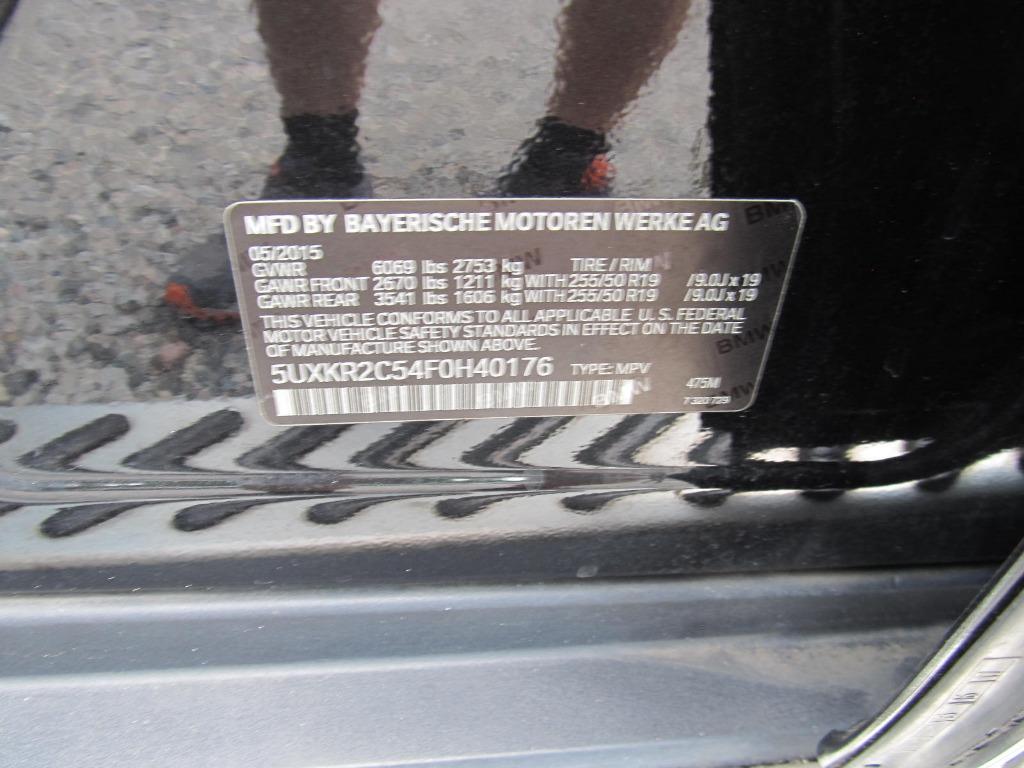 MFD BY BAYERISCHE MOTOREN WERKE AG
05/2015
GVWR 6069 lbs 2753 kg TIRE / RIM
GAWR FRONT 2670 lbs 1211 kg WITH 255/50 R19 /9.0J x 19
GAWR REAR 3541 lbs 1606 kg WITH 255/50 R19 /9.0J x 19
THIS VEHICLE CONFORMS TO ALL APPLICABLE U.S. FEDERAL
MOTOR VEHICLE SAFETY STANDARDS IN EFFECT ON THE DATE
OF MANUFACTURE SHOWN ABOVE.
5UXKR2C54F0H40176 TYPE: MPV
475M
7320729
BMW
BMW